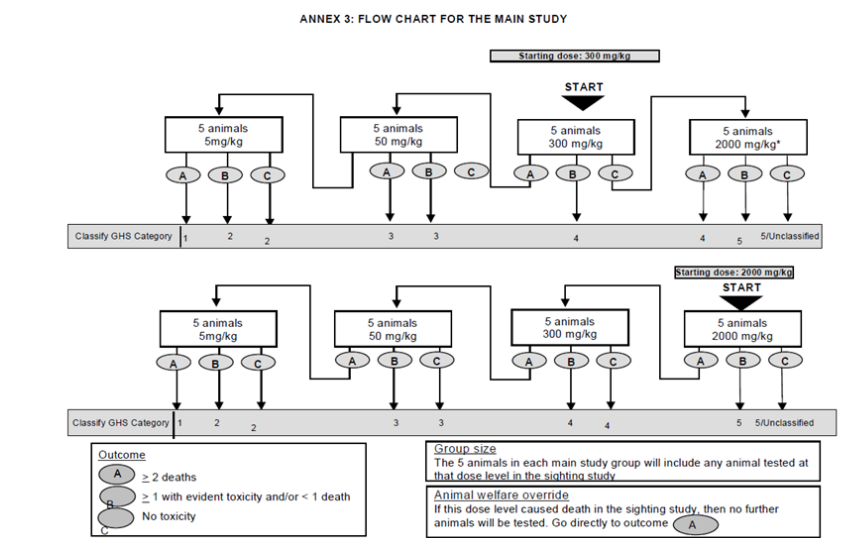 ANNEX 3: FLOW CHART FOR THE MAIN STUDY
Starting dose: 300 mg/kg
START
5 animals
5mg/kg
5 animals
50 mg/kg
5 animals
300 mg/kg
5 animals
2000 mg/kg*
A B C A B C A B C A B C
Classify GHS Category 1 2 2 3 3 4 4 5 5/Unclassified
Starting dose: 2000 mg/kg
START
5 animals
5mg/kg
5 animals
50 mg/kg
5 animals
300 mg/kg
5 animals
2000 mg/kg
A B C A B C A B C A B C
Classify GHS Category 1 2 2 3 3 4 4 5 5/Unclassified
Outcome
A ≥ 2 deaths
B ≥ 1 with evident toxicity and/or < 1 death
C No toxicity
Group size
The 5 animals in each main study group will include any animal tested at
that dose level in the sighting study
Animal welfare override
If this dose level caused death in the sighting study, then no further
animals will be tested. Go directly to outcome A